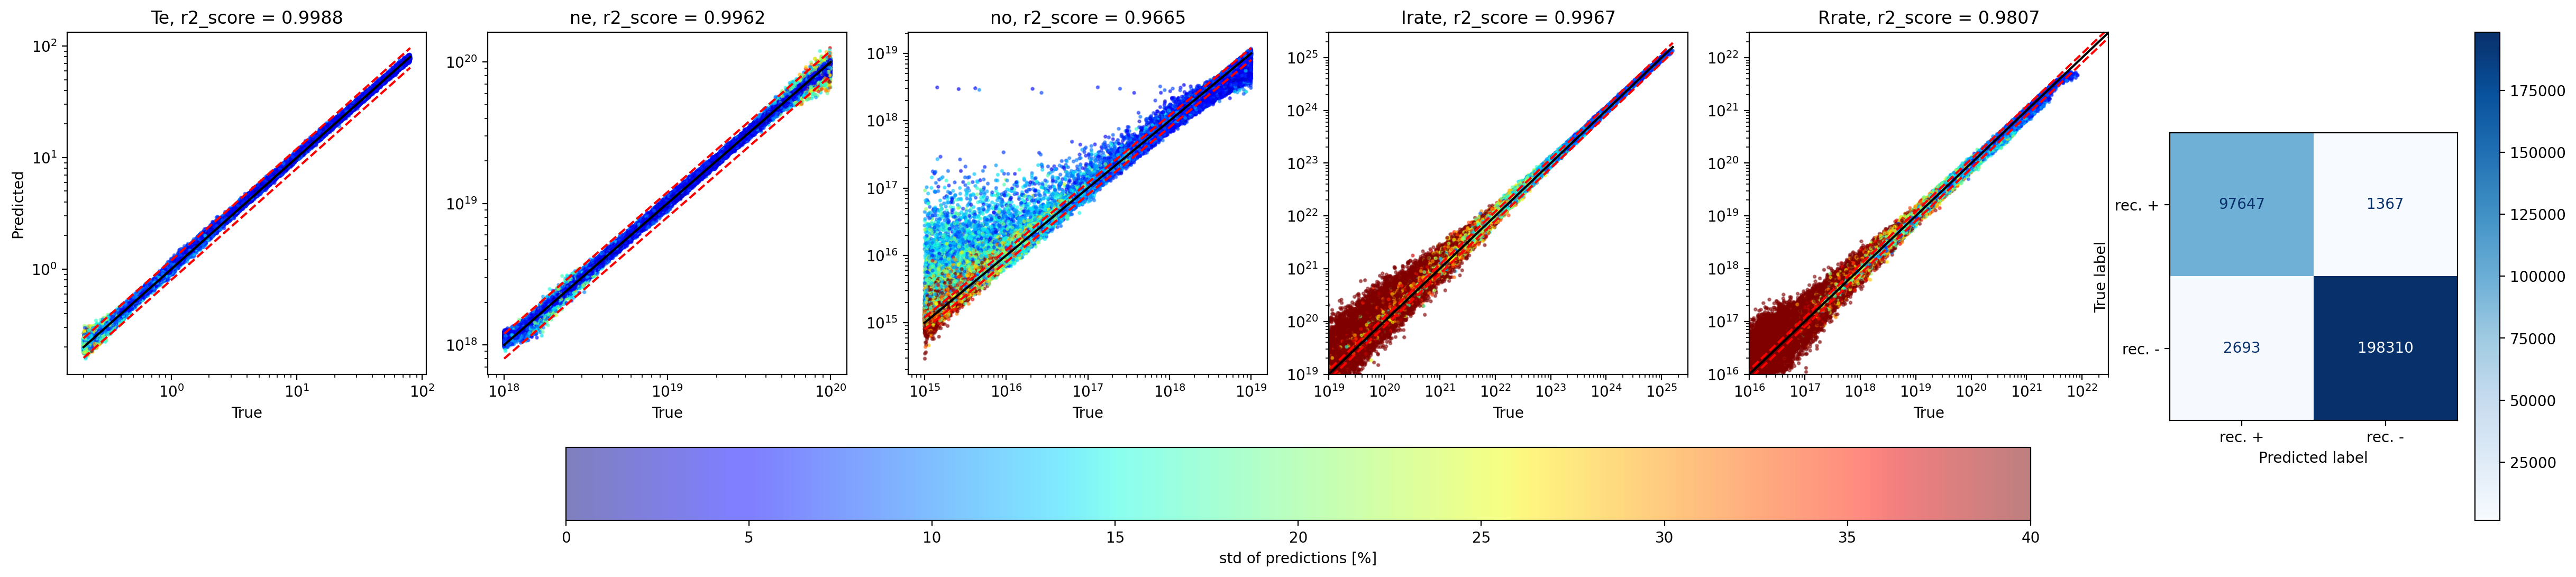 Te, r2_score = 0.9988
ne, r2_score = 0.9962
no, r2_score = 0.9665
Irate, r2_score = 0.9967
Rrate, r2_score = 0.9807
Predicted
10²
10¹
10⁰
10⁰ 10¹ 10²
True
10²⁰
10¹⁹
10¹⁸
10¹⁸ 10¹⁹ 10²⁰
True
10¹⁹
10¹⁸
10¹⁷
10¹⁶
10¹⁵
10¹⁵ 10¹⁶ 10¹⁷ 10¹⁸ 10¹⁹
True
10²⁵
10²⁴
10²³
10²²
10²¹
10²⁰
10¹⁹
10¹⁹ 10²⁰ 10²¹ 10²² 10²³ 10²⁴ 10²⁵
True
10²²
10²¹
10²⁰
10¹⁹
10¹⁸
10¹⁷
10¹⁶
10¹⁶ 10¹⁷ 10¹⁸ 10¹⁹ 10²⁰ 10²¹ 10²²
True
True label
rec. + 97647 1367
rec. - 2693 198310
rec. + rec. -
Predicted label
175000
150000
125000
100000
75000
50000
25000
0 5 10 15 20 25 30 35 40
std of predictions [%]